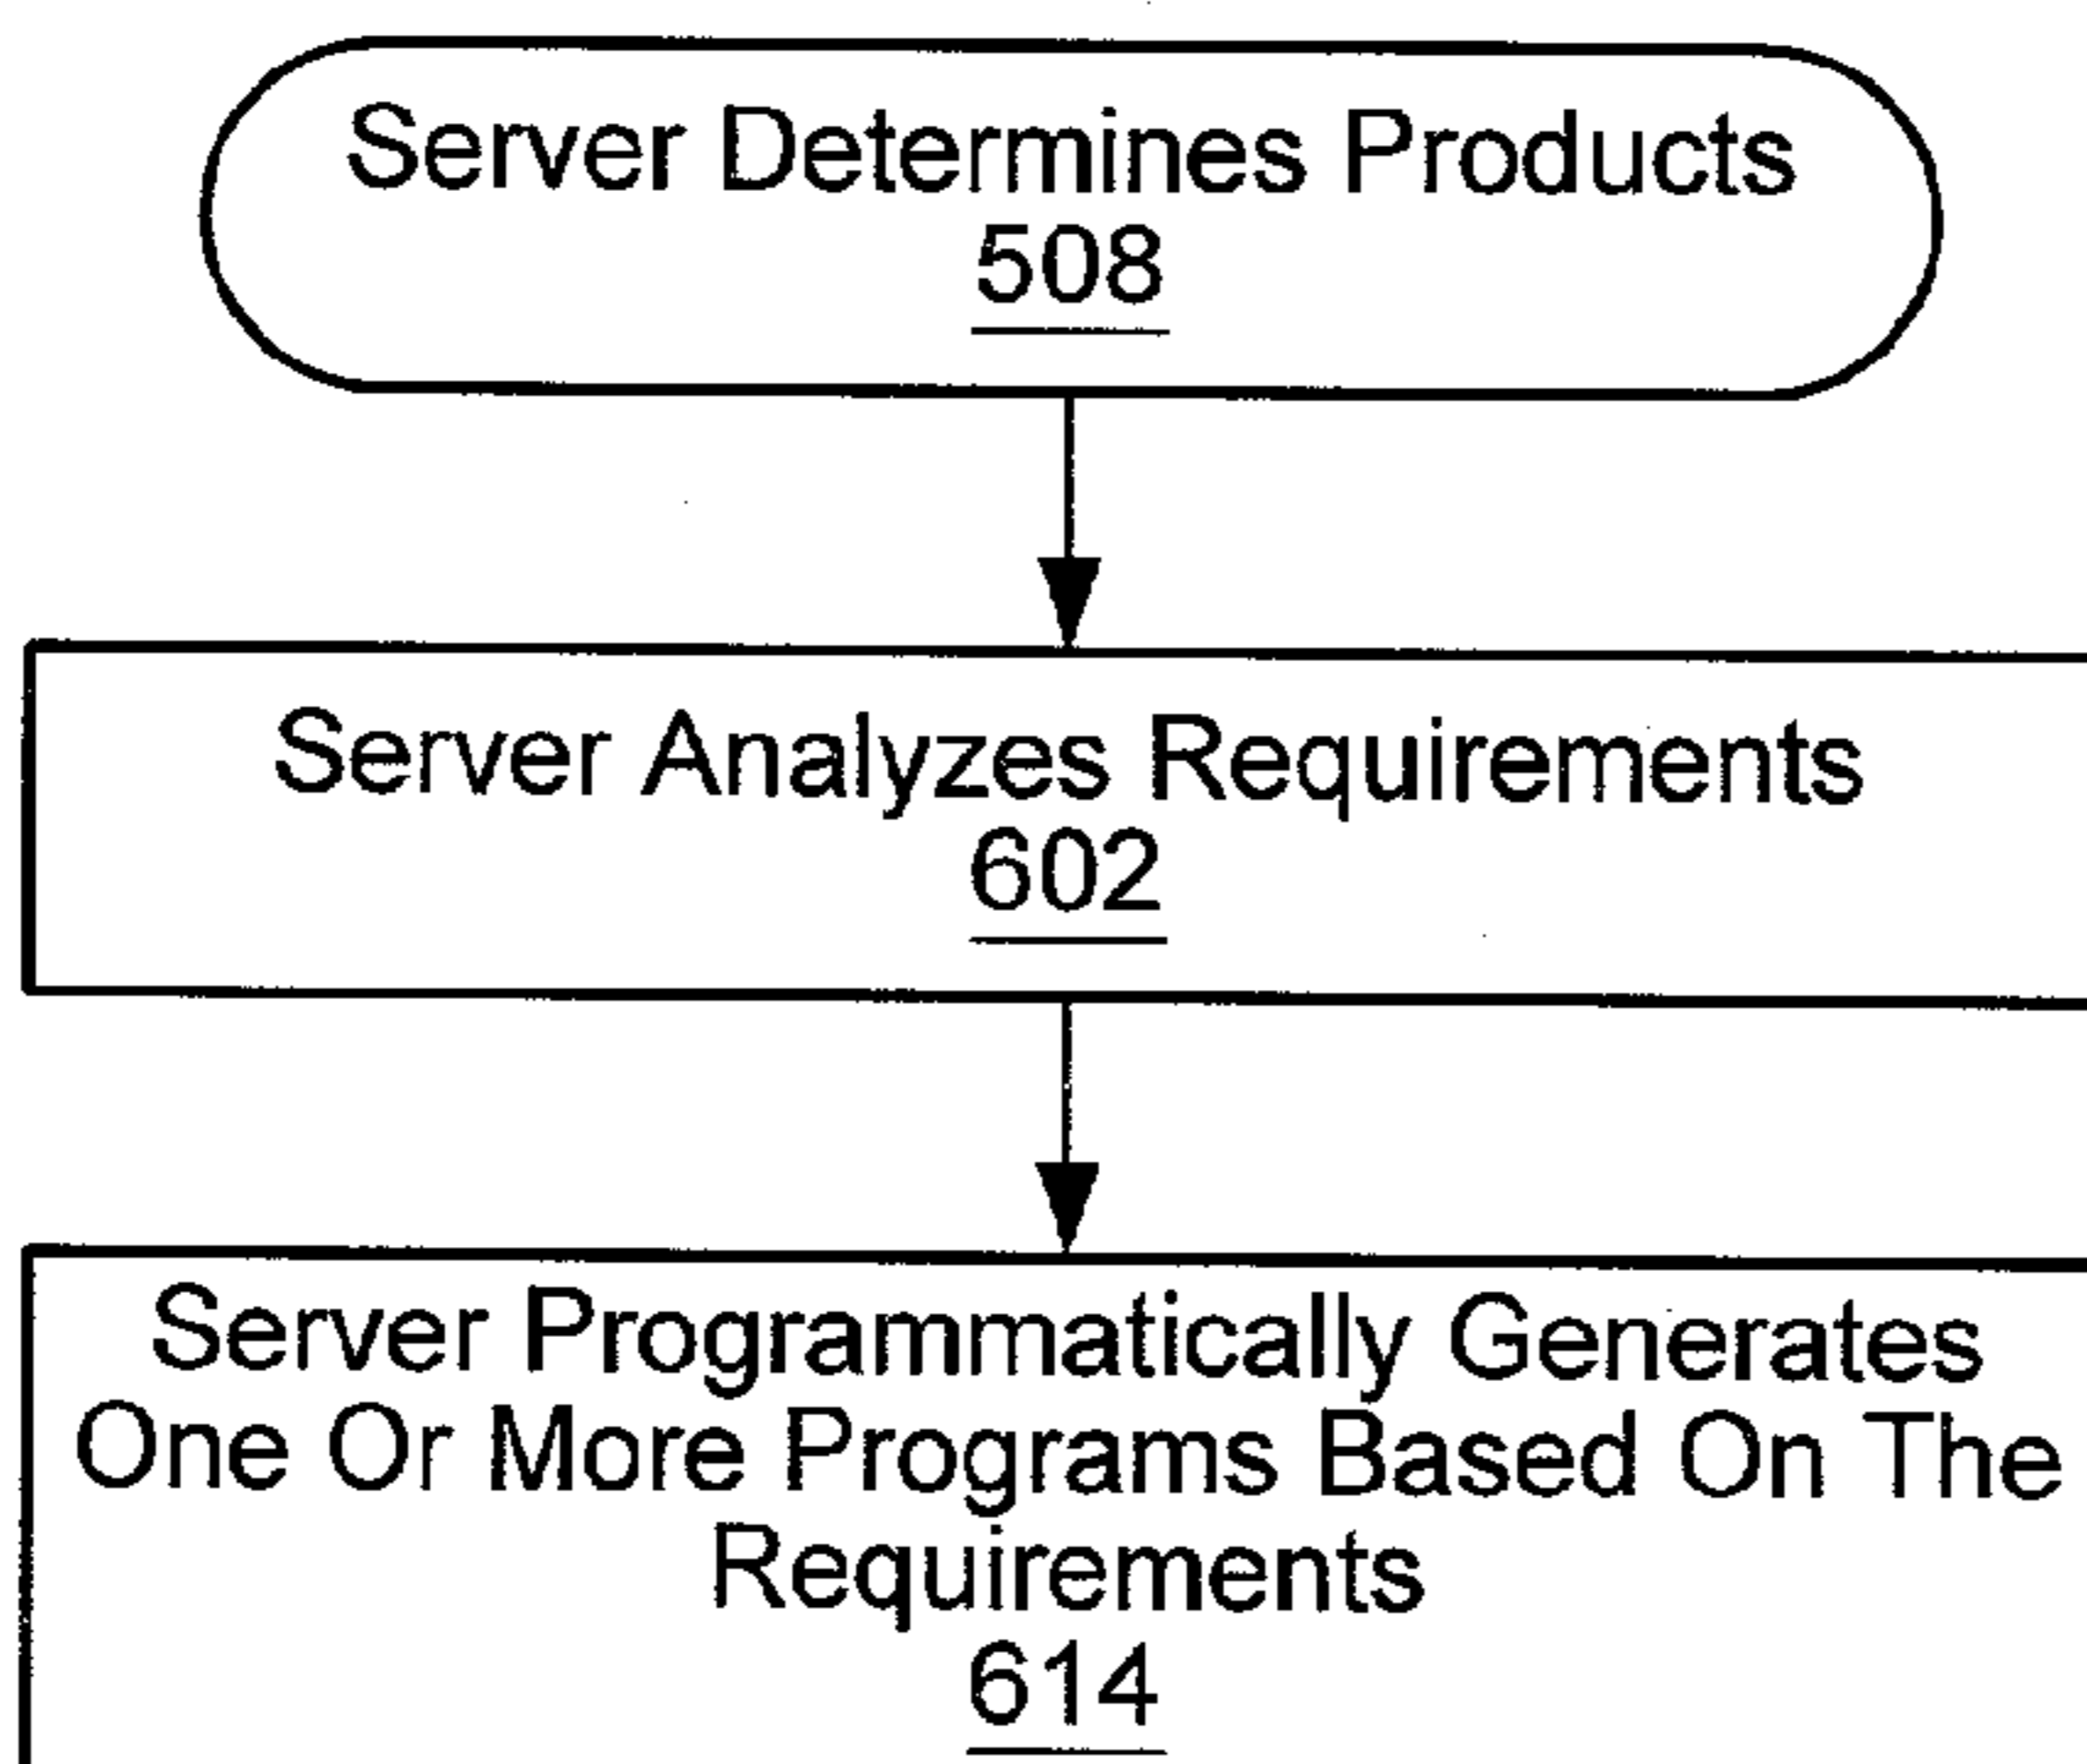 Server Determines Products
508
Server Analyzes Requirements
602
Server Programmatically Generates
One Or More Programs Based On The
Requirements
614